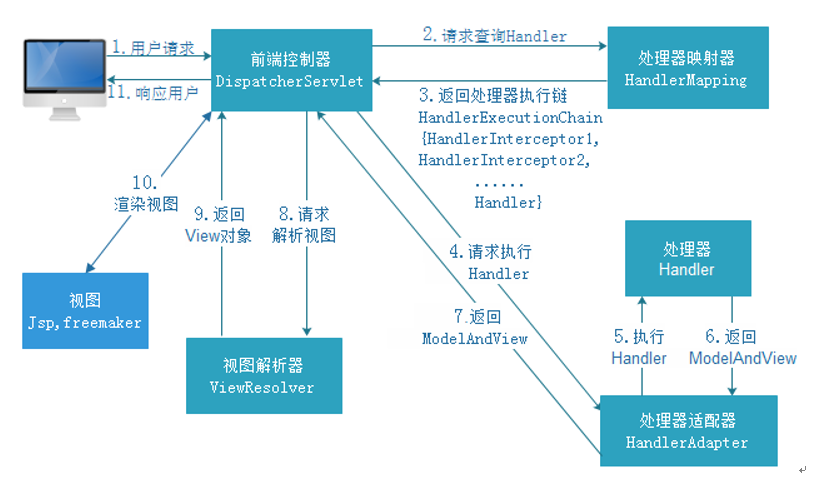 1.用户请求
11.响应用户
前端控制器
DispatcherServlet
2.请求查询Handler
处理器映射器
HandlerMapping
3.返回处理器执行链
HandlerExecutionChain
{HandlerInterceptor1,
HandlerInterceptor2,
......
Handler}
10.
渲染视图
9.返回
View对象
8.请求
解析视图
4.请求执行
Handler
处理器
Handler
视图
Jsp,freemaker
7.返回
ModelAndView
5.执行
Handler
6.返回
ModelAndView
视图解析器
ViewResolver
处理器适配器
HandlerAdapter